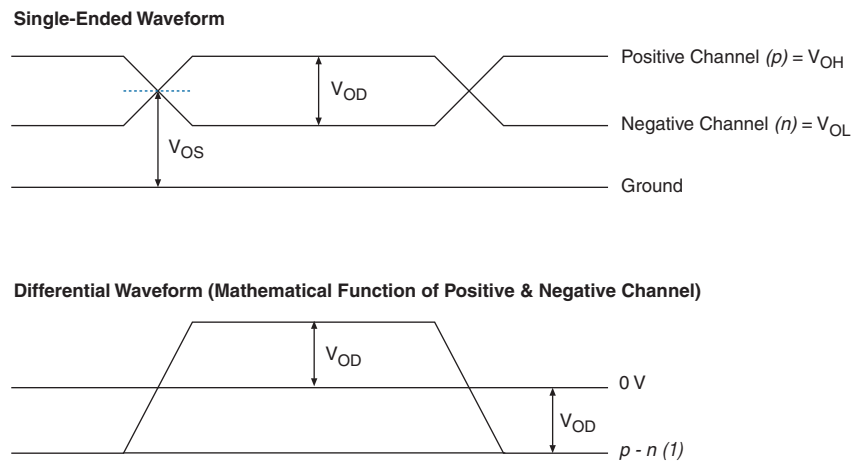 Single-Ended Waveform
Positive Channel (p) = VOH
VOD
Negative Channel (n) = VOL
VOS
Ground
Differential Waveform (Mathematical Function of Positive & Negative Channel)
VOD
0 V
VOD
p - n (1)